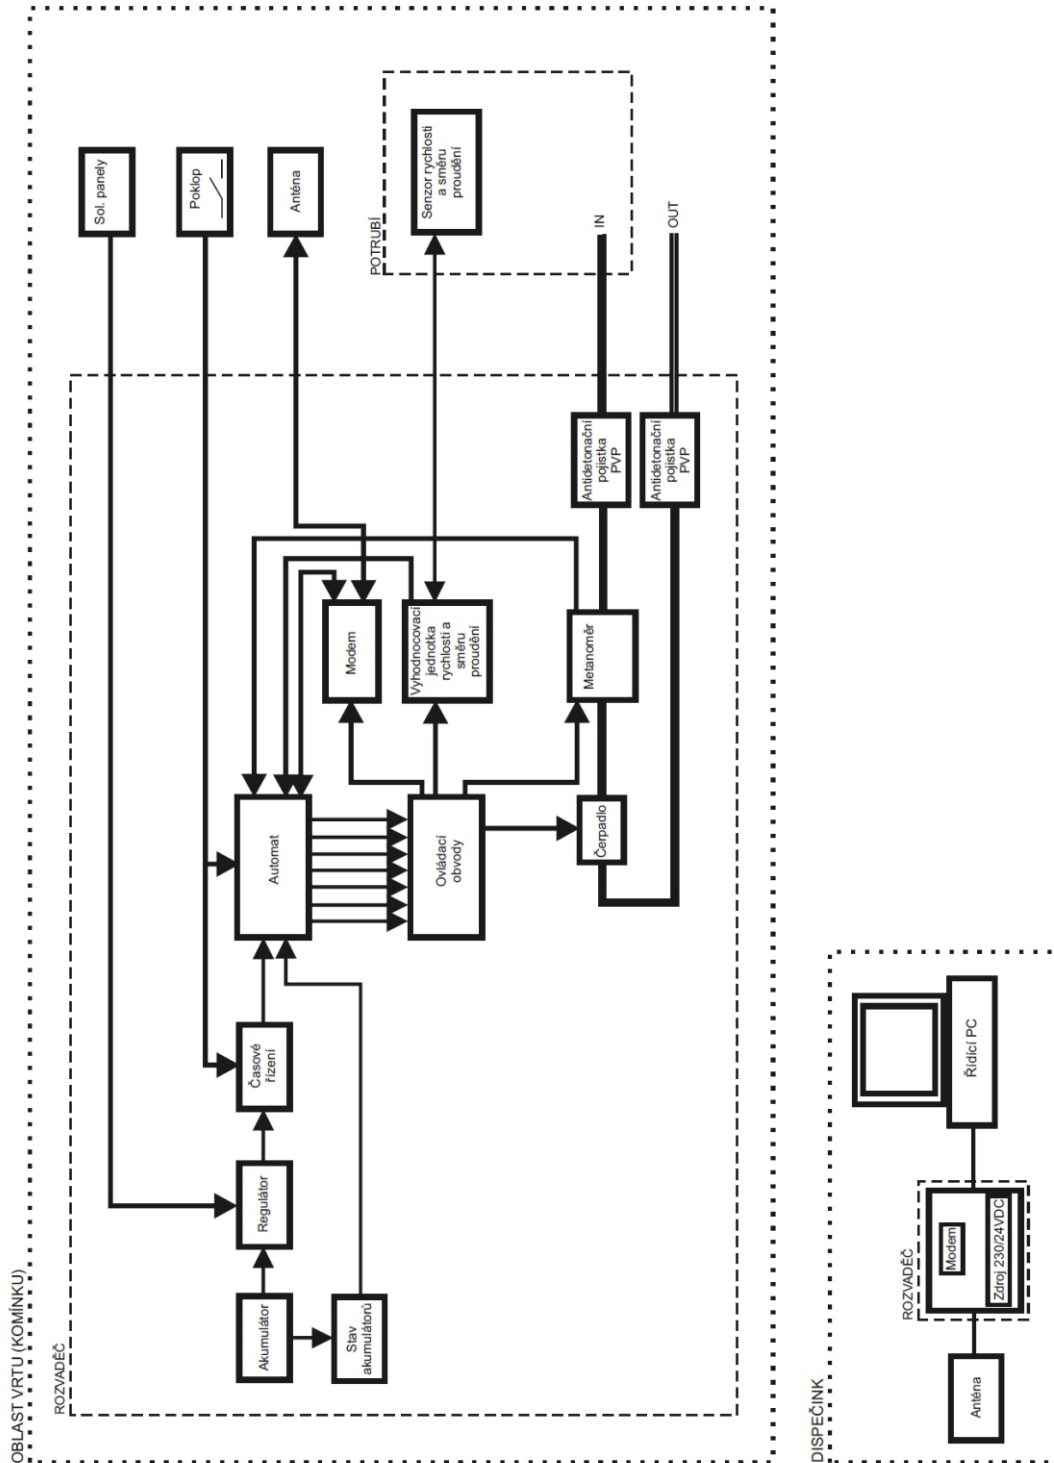 OBLAST VRTU (KOMÍNKU)
ROZVADĚČ
Sol. panely
Poklop
Anténa
POTRUBÍ
Senzor rychlosti
a směru
proudění
IN
OUT
Antidetonační
pojistka
PVP
Antidetonační
pojistka
PVP
Modem
Vyhodnocovací
jednotka
rychlosti a
směru
proudění
Metanoměr
Automat
Ovládací
obvody
Čerpadlo
Časové
řízení
Regulátor
Akumulátor
Stav
akumulátorů
DISPEČINK
ROZVADĚČ
Anténa
Modem
Zdroj 230/24VDC
Řídící PC